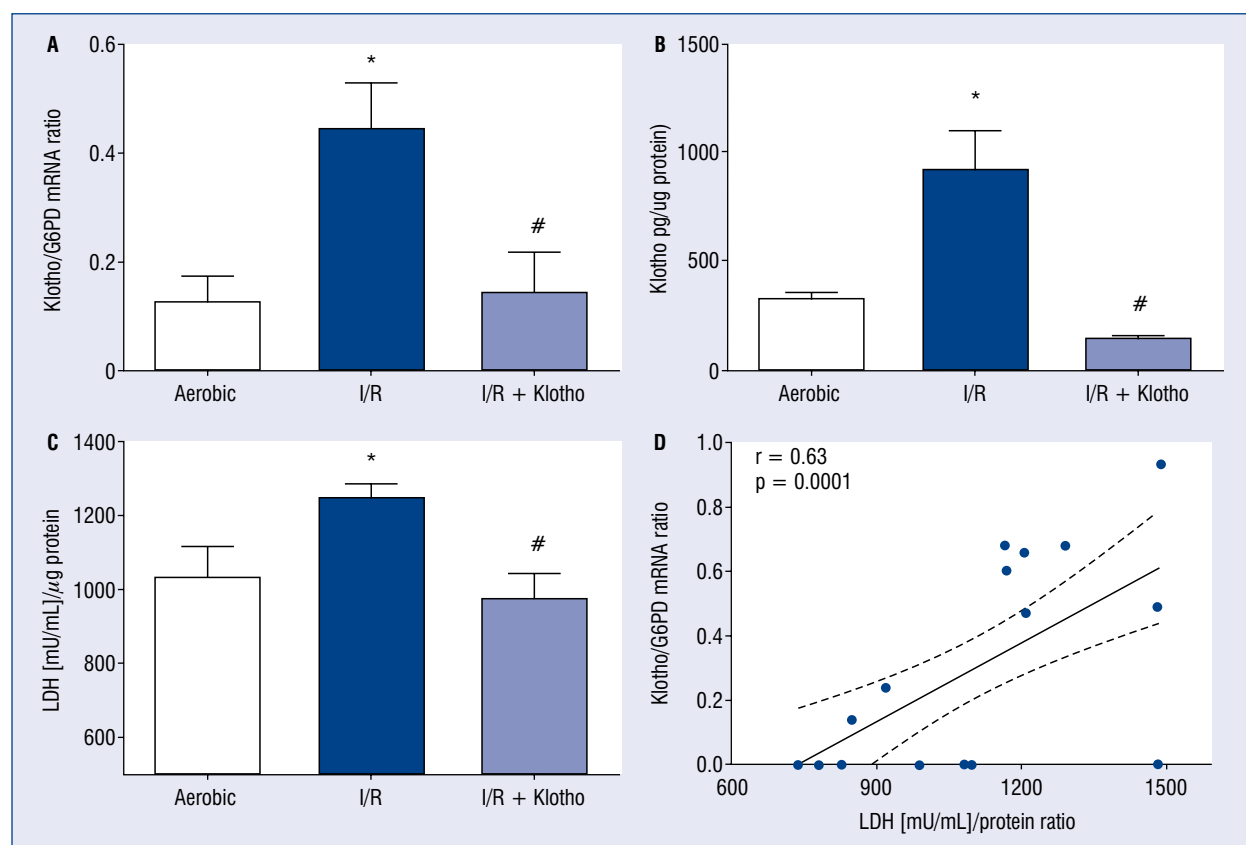 A
0.6
0.4
0.2
0
Klotho/G6PD mRNA ratio
*
#
Aerobic I/R I/R + Klotho
B
1500
1000
500
0
Klotho pg/ug protein)
*
#
Aerobic I/R I/R + Klotho
C
1400
1200
1000
800
600
LDH [mU/mL]/μg protein
*
#
Aerobic I/R I/R + Klotho
D
r = 0.63
p = 0.0001
1.0
0.8
0.6
0.4
0.2
0.0
Klotho/G6PD mRNA ratio
600 900 1200 1500
LDH [mU/mL]/protein ratio